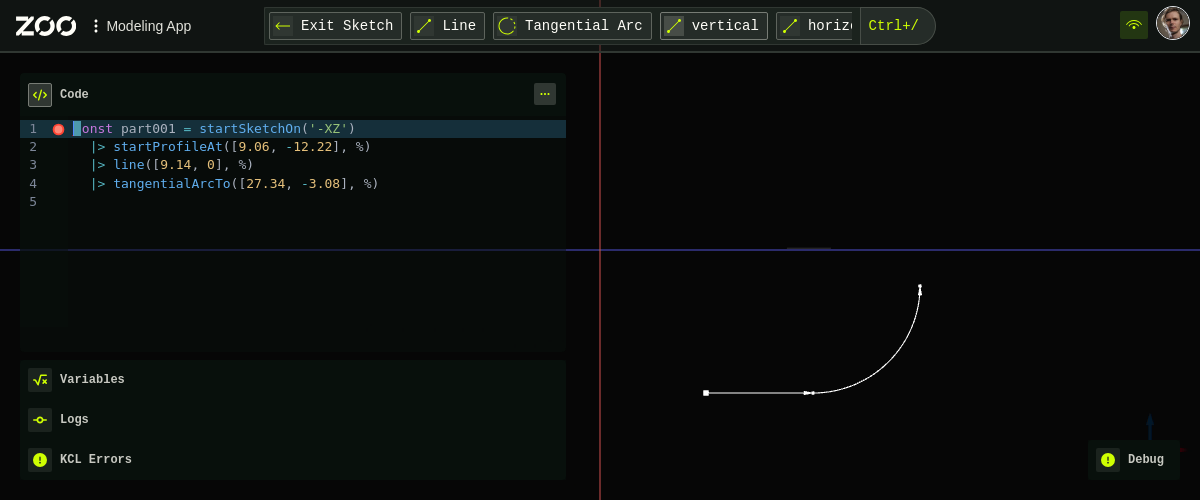 ZOO Modeling App Exit Sketch Line Tangential Arc vertical horiz Ctrl+/
Code
1 onst part001 = startSketchOn('-XZ')
2 |> startProfileAt([9.06, -12.22], %)
3 |> line([9.14, 0], %)
4 |> tangentialArcTo([27.34, -3.08], %)
5
Variables
Logs
KCL Errors
Debug